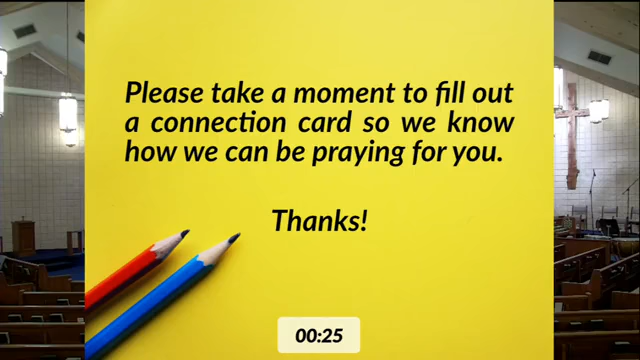 Please take a moment to fill out
a connection card so we know
how we can be praying for you.
Thanks!
00:25